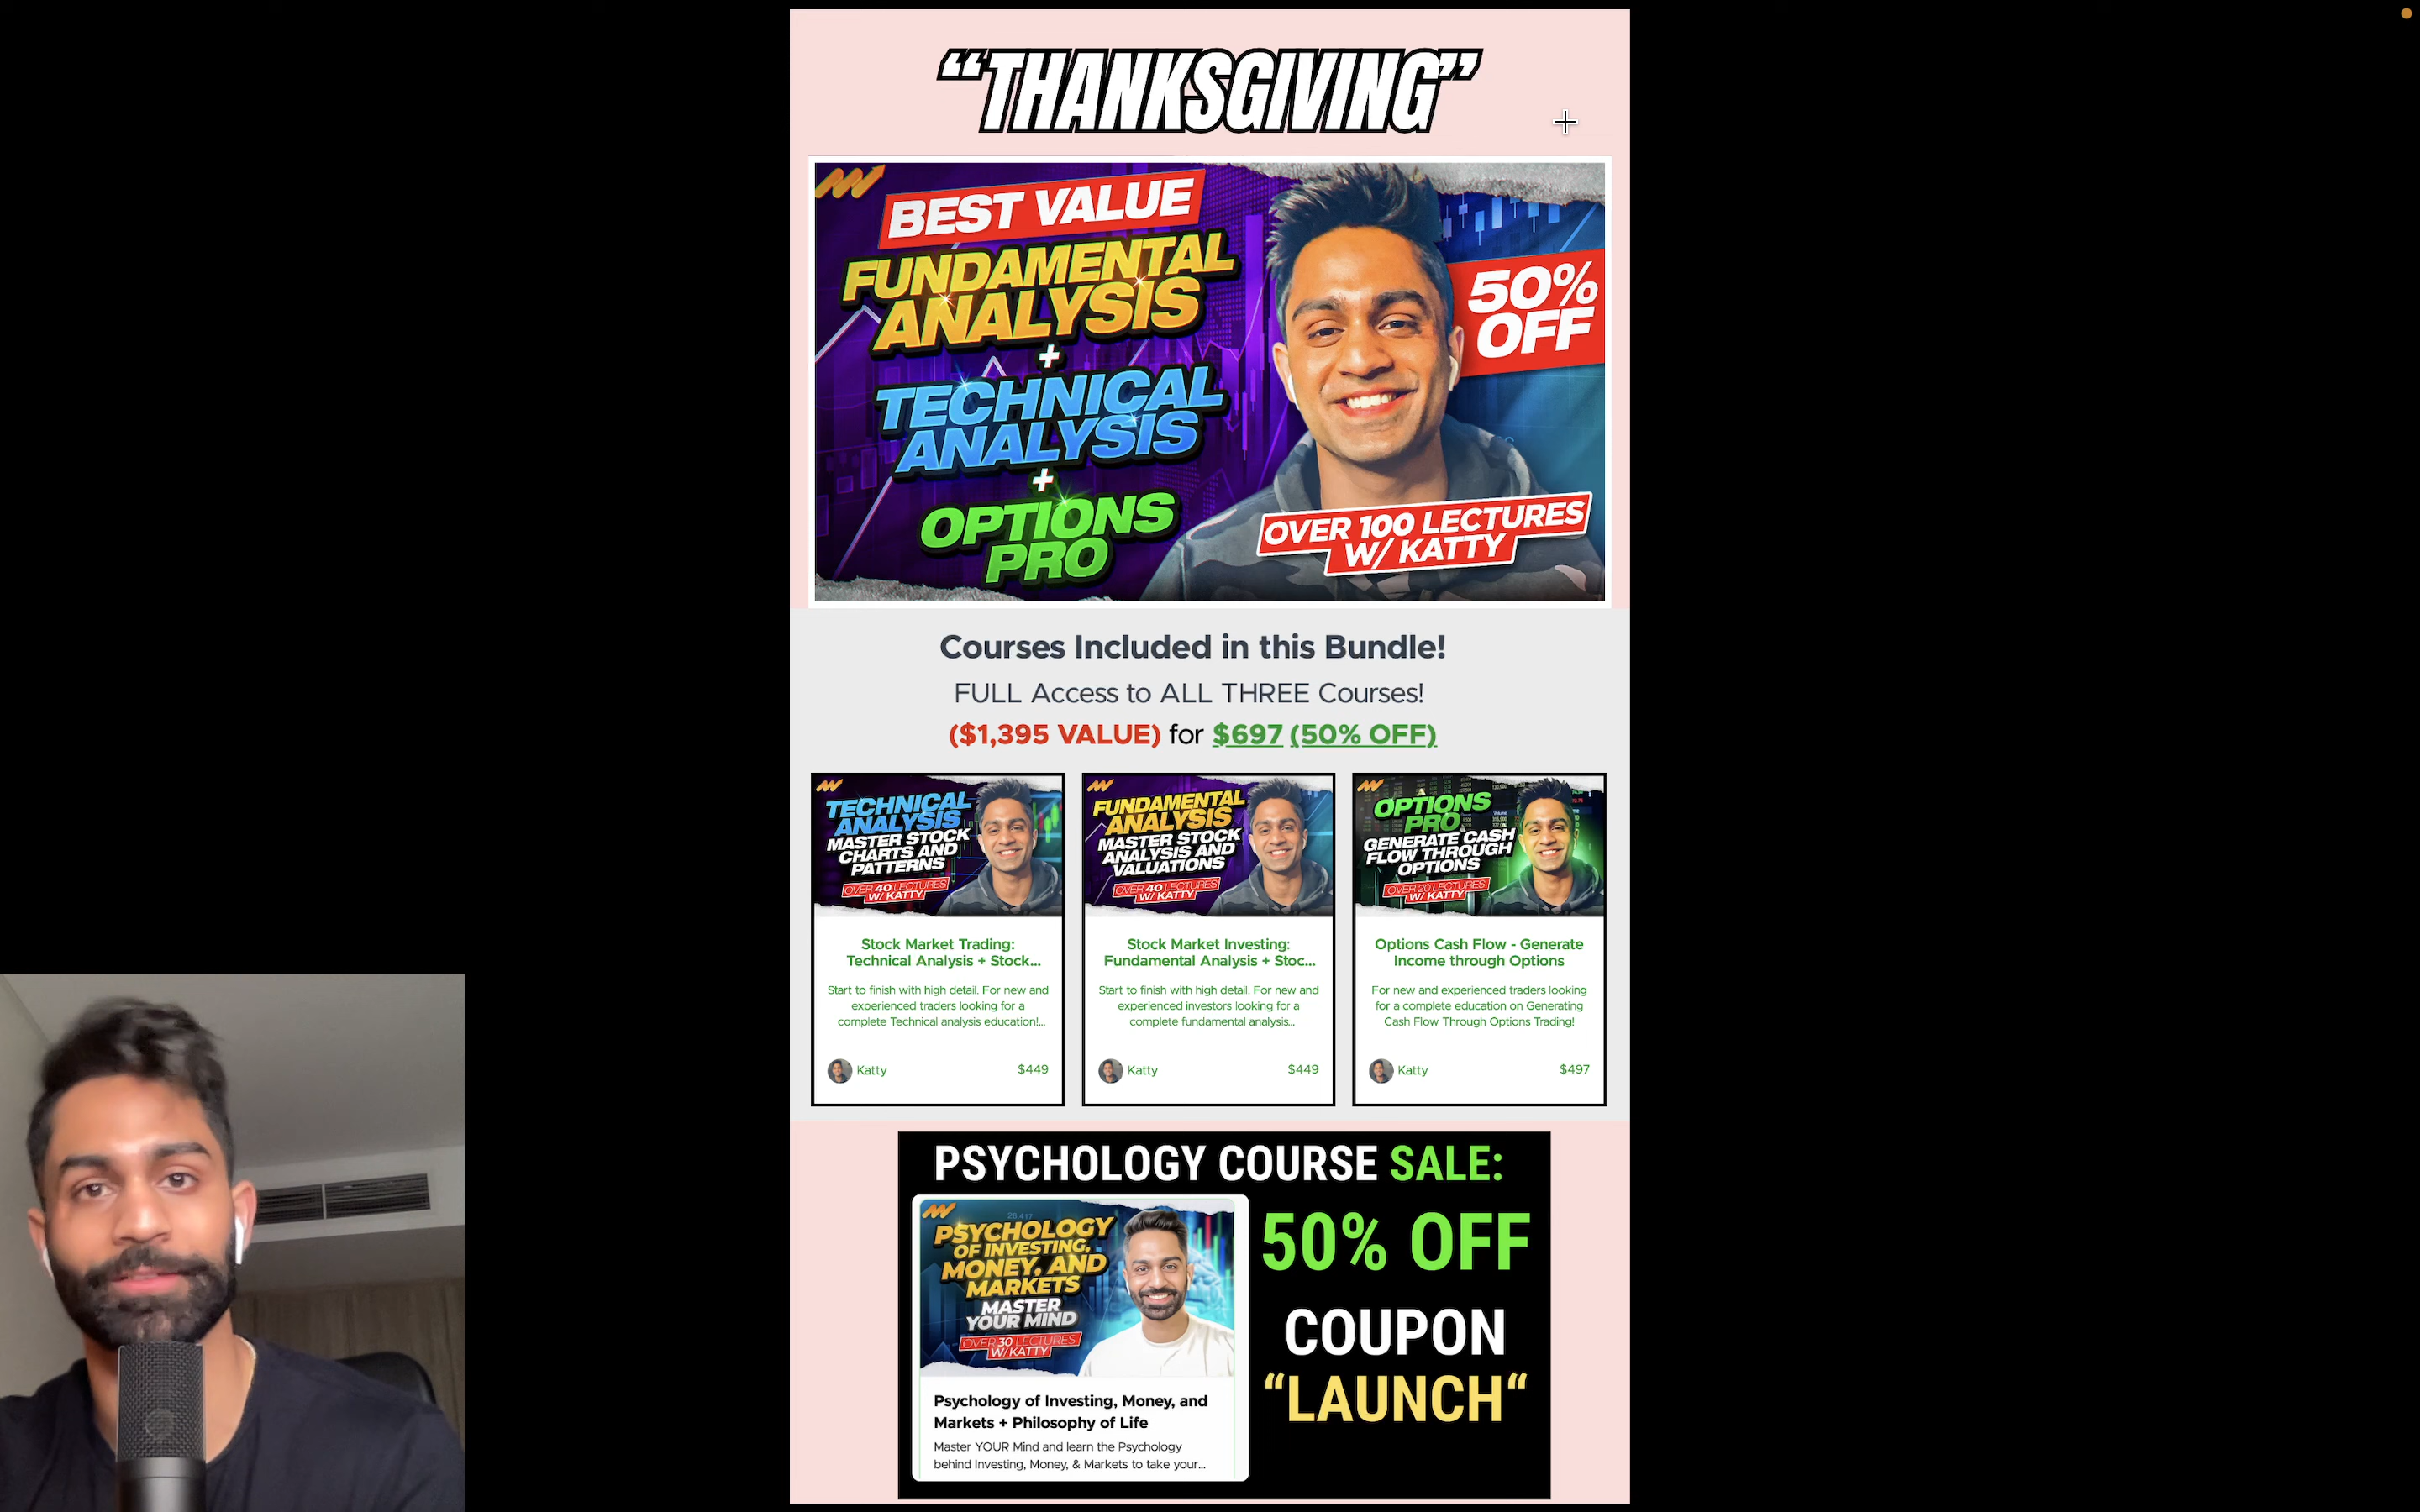 “THANKSGIVING”
BEST VALUE
FUNDAMENTAL
ANALYSIS
+
TECHNICAL
ANALYSIS
+
OPTIONS
PRO
50%
OFF
OVER 100 LECTURES
W/ KATTY
Courses Included in this Bundle!
FULL Access to ALL THREE Courses!
($1,395 VALUE) for $697 (50% OFF)
TECHNICAL
ANALYSIS
MASTER STOCK
CHARTS AND
PATTERNS
OVER 40 LECTURES
W/ KATTY
Stock Market Trading:
Technical Analysis + Stock...
Start to finish with high detail. For new and
experienced traders looking for a
complete Technical analysis education!...
Katty
$449
FUNDAMENTAL
ANALYSIS
MASTER STOCK
ANALYSIS AND
VALUATIONS
OVER 40 LECTURES
W/ KATTY
Stock Market Investing:
Fundamental Analysis + Stoc...
Start to finish with high detail. For new and
experienced investors looking for a
complete fundamental analysis...
Katty
$449
OPTIONS
PRO
GENERATE CASH
FLOW THROUGH
OPTIONS
OVER 20 LECTURES
W/ KATTY
Options Cash Flow - Generate
Income through Options
For new and experienced traders looking
for a complete education on Generating
Cash Flow Through Options Trading!
Katty
$497
PSYCHOLOGY COURSE SALE:
PSYCHOLOGY
OF INVESTING,
MONEY, AND
MARKETS
MASTER
YOUR MIND
OVER 30 LECTURES
W/ KATTY
Psychology of Investing, Money, and
Markets + Philosophy of Life
Master YOUR Mind and learn the Psychology
behind Investing, Money, & Markets to take your...
50% OFF
COUPON
“LAUNCH“